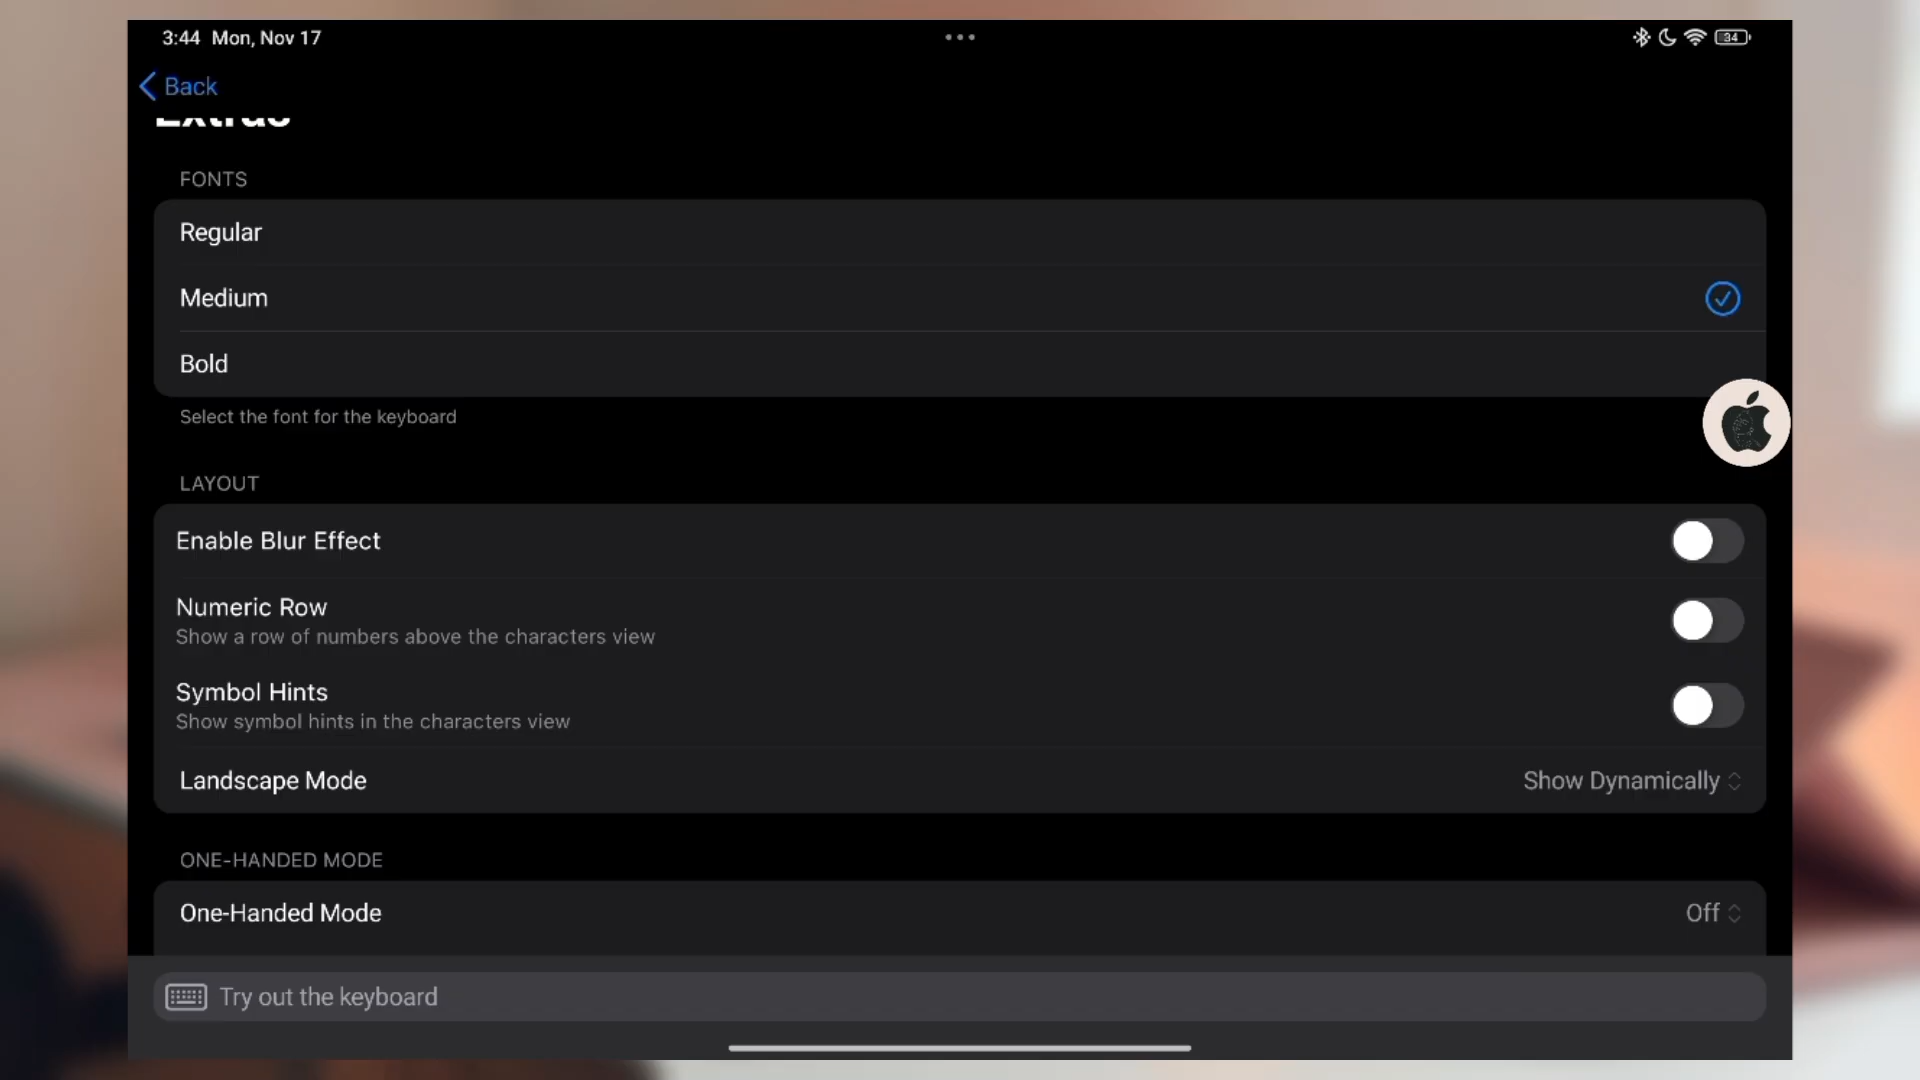 3:44 Mon, Nov 17
34
Back
Extras
FONTS
Regular
Medium
Bold
Select the font for the keyboard
LAYOUT
Enable Blur Effect
Numeric Row
Show a row of numbers above the characters view
Symbol Hints
Show symbol hints in the characters view
Landscape Mode
Show Dynamically
ONE-HANDED MODE
One-Handed Mode
Off
Try out the keyboard